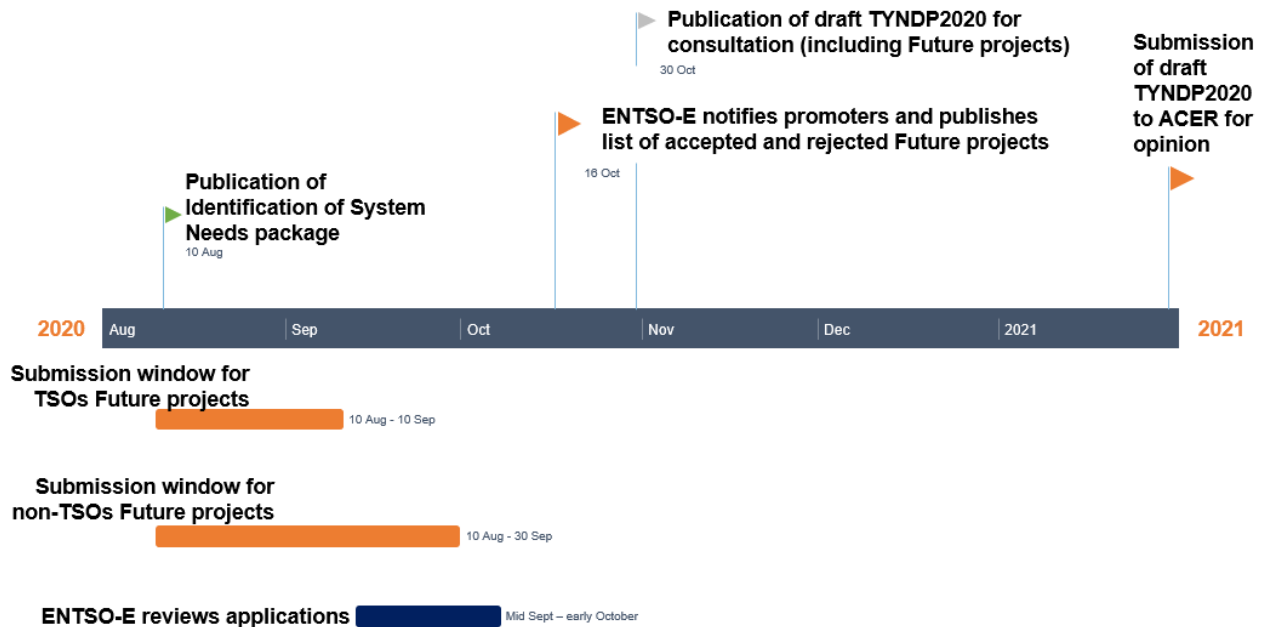 Publication of draft TYNDP2020 for
consultation (including Future projects)
30 Oct
Submission
of draft
TYNDP2020
to ACER for
opinion
ENTSO-E notifies promoters and publishes
list of accepted and rejected Future projects
16 Oct
Publication of
Identification of System
Needs package
10 Aug
2020 Aug Sep Oct Nov Dec 2021 2021
Submission window for
TSOs Future projects
10 Aug - 10 Sep
Submission window for
non-TSOs Future projects
10 Aug - 30 Sep
ENTSO-E reviews applications Mid Sept – early October